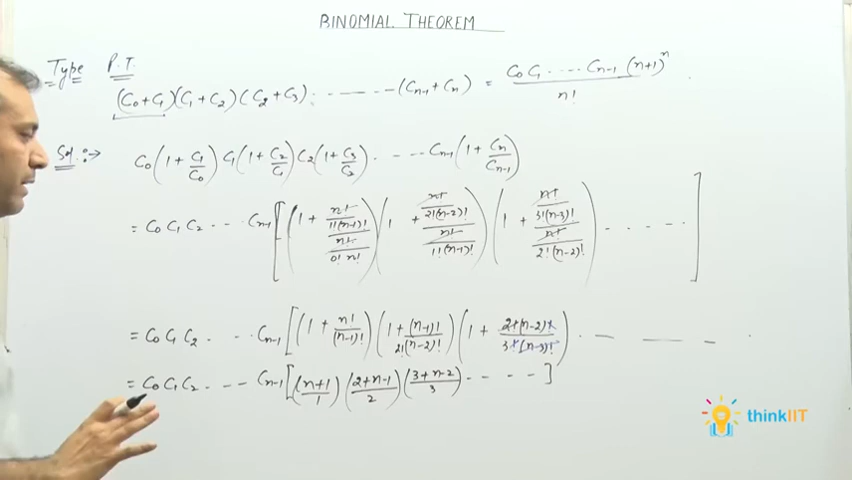 BINOMIAL THEOREM
Type P.T.
(C₀+C₁)(C₁+C₂)(C₂+C₃).-------(Cₙ₋₁+Cₙ) = C₀C₁....Cₙ₋₁(n+1)ⁿ/n!
Sol.:→ C₀(1+C₁/C₀)C₁(1+C₂/C₁)C₂(1+C₃/C₂)...Cₙ₋₁(1+Cₙ/Cₙ₋₁)
= C₀C₁C₂....Cₙ₋₁[(1+(n!/1!(n-1)!)/(n!/0!n!))(1+(n!/2!(n-2)!)/(n!/1!(n-1)!))(1+(n!/3!(n-3)!)/(n!/2!(n-2)!))......]
= C₀C₁C₂....Cₙ₋₁[(1+n!/(n-1)!)(1+(n-1)!/2!(n-2)!)(1+2!(n-2)!/3!(n-3)!)----
= C₀C₁C₂....Cₙ₋₁[((n+1)/1)((2+n-1)/2)((3+n-2)/3)-----]
thinkIIT